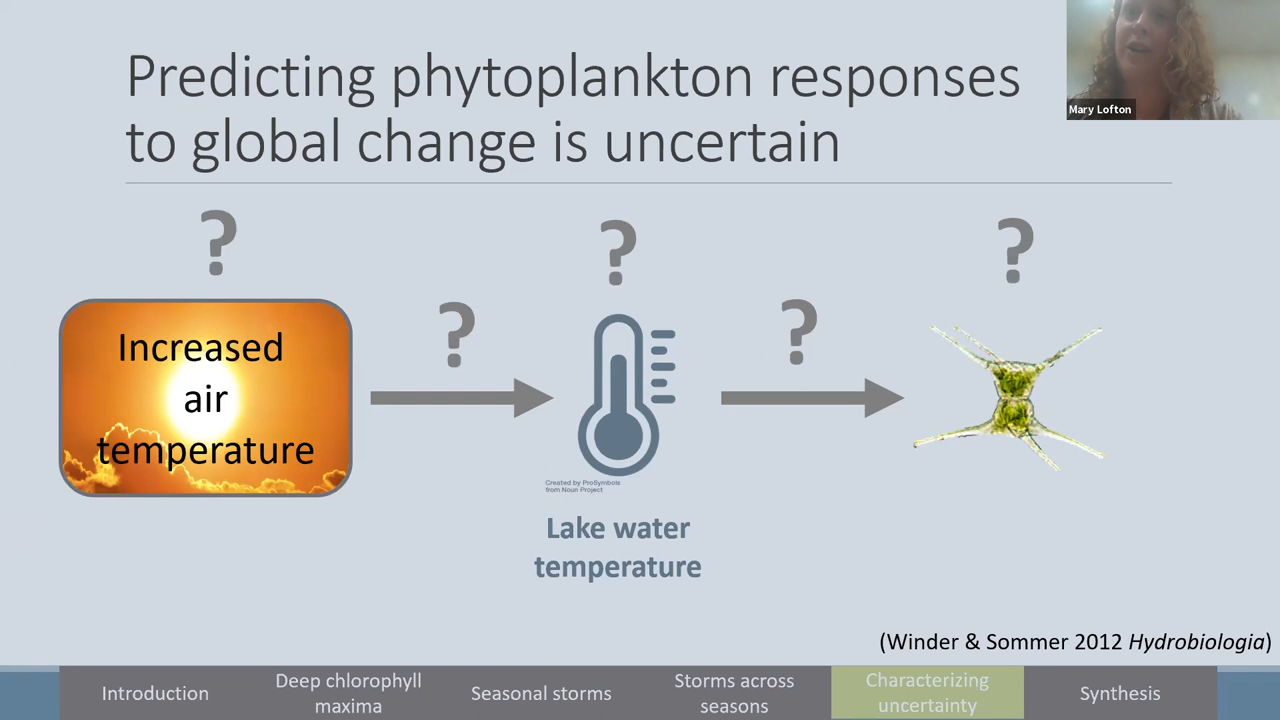 Predicting phytoplankton responses
to global change is uncertain
Mary Lofton
?
?
?
?
?
Increased
air
temperature
Created by ProSymbols
from Noun Project
Lake water
temperature
(Winder & Sommer 2012 Hydrobiologia)
Introduction
Deep chlorophyll
maxima
Seasonal storms
Storms across
seasons
Characterizing
uncertainty
Synthesis